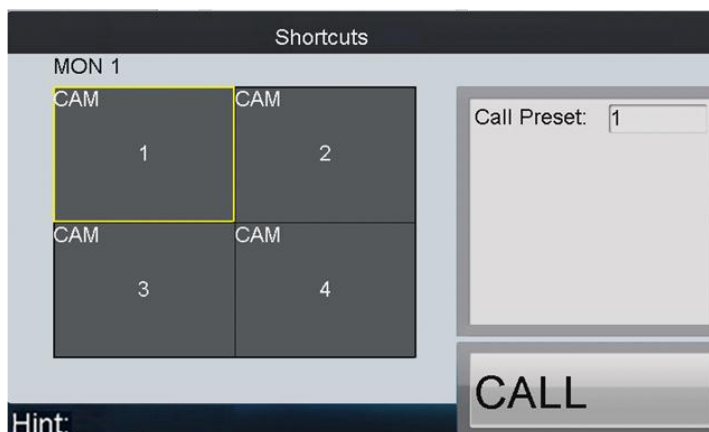 Shortcuts
MON 1
CAM
1
CAM
2
CAM
3
CAM
4
Call Preset: 1
CALL
Hint: